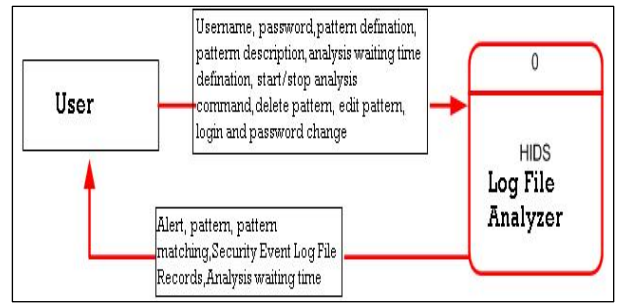 Username, password,pattern defination,
pattern description,analysis waiting time
defination, start/stop analysis
command,delete pattern, edit pattern,
login and password change
User
0
HIDS
Log File
Analyzer
Alert, pattern, pattern
matching,Security Event Log File
Records,Analysis waiting time